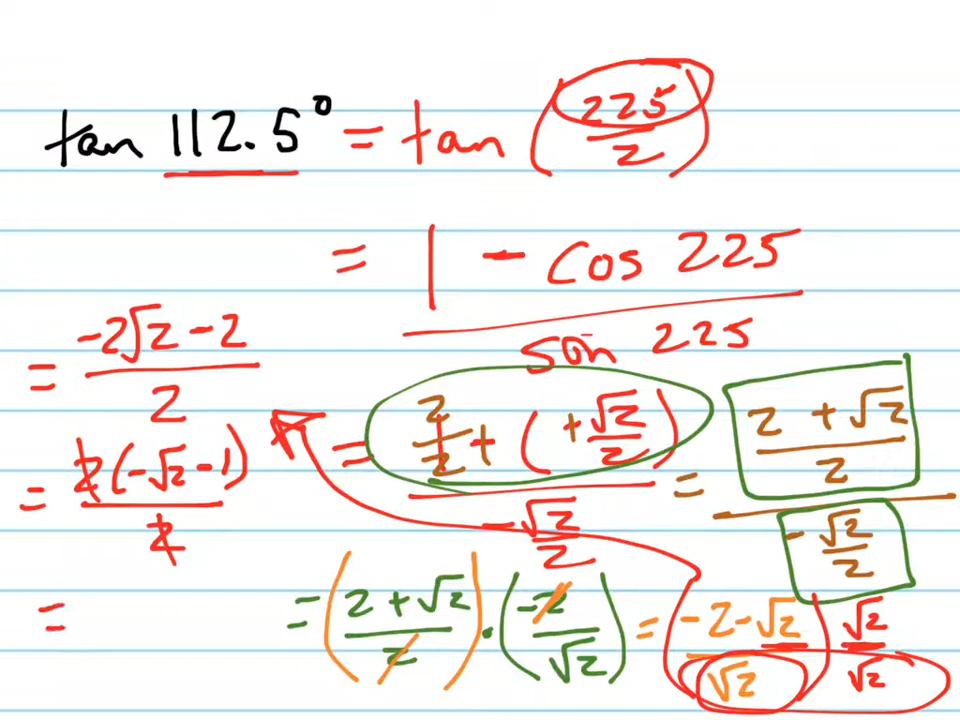 tan 112.5° = tan (225/2)
= (1 - cos 225)/(sin 225)
= (2/2 + (+√2/2))/(-√2/2) = ((2 + √2)/2)/(-√2/2)
= ((2 + √2)/2) · (-2/√2) = (-2 - √2)/√2 √2/√2
= (-2√2 - 2)/2
= 2(-√2 - 1)/2
=